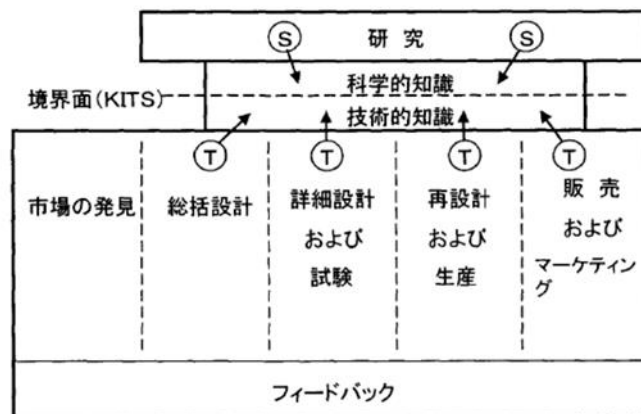 S 研 究 S
科学的知識
境界面(KITS)
技術的知識
T T T T
市場の発見
総括設計
詳細設計
および
試験
再設計
および
生産
販 売
および
マーケティン
グ
フィードバック